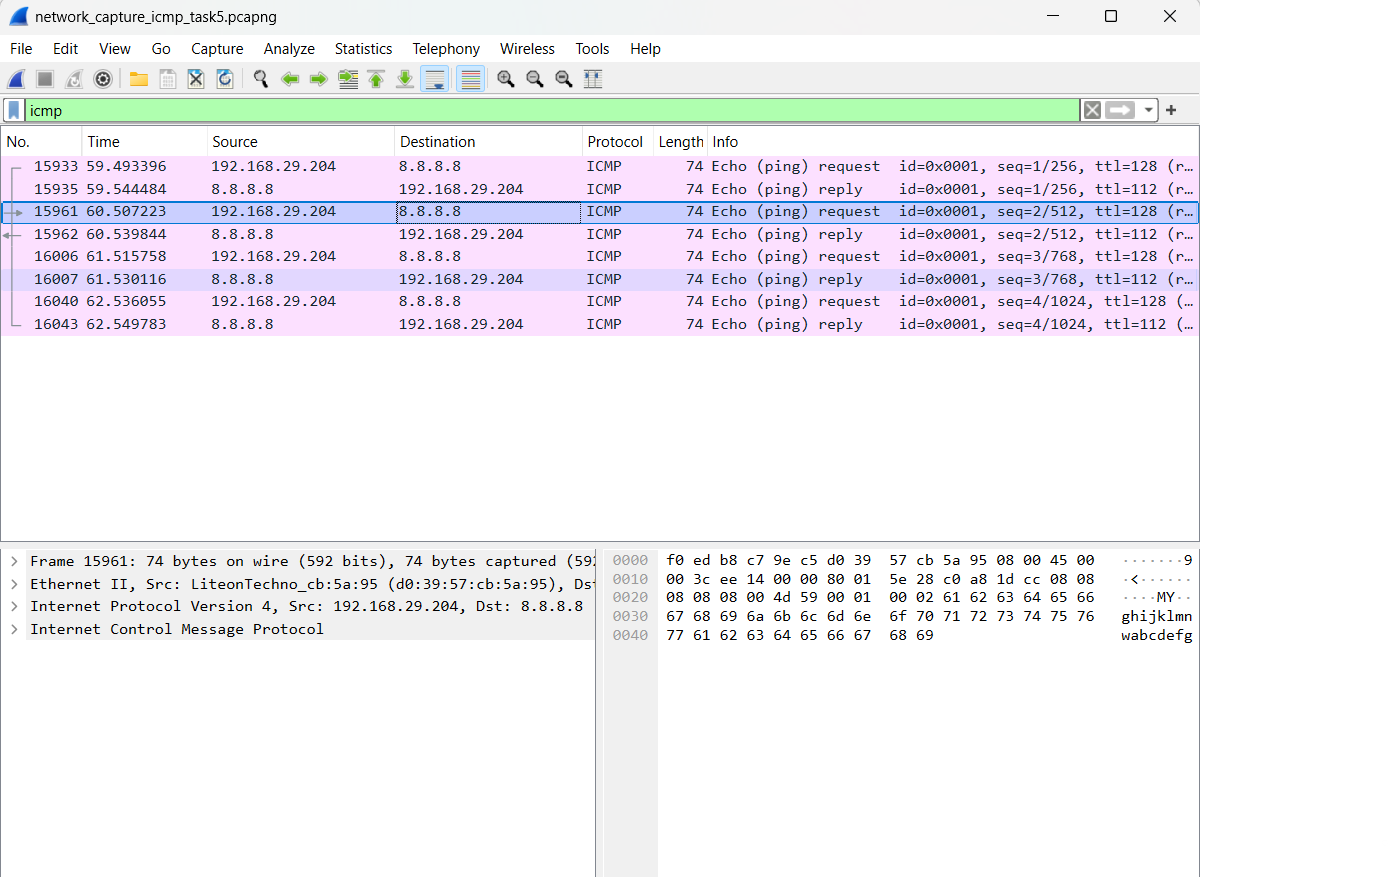 network_capture_icmp_task5.pcapng
File Edit View Go Capture Analyze Statistics Telephony Wireless Tools Help
icmp
No. Time Source Destination Protocol Length Info
15933 59.493396 192.168.29.204 8.8.8.8 ICMP 74 Echo (ping) request id=0x0001, seq=1/256, ttl=128 (r…
15935 59.544484 8.8.8.8 192.168.29.204 ICMP 74 Echo (ping) reply id=0x0001, seq=1/256, ttl=112 (r…
15961 60.507223 192.168.29.204 8.8.8.8 ICMP 74 Echo (ping) request id=0x0001, seq=2/512, ttl=128 (r…
15962 60.539844 8.8.8.8 192.168.29.204 ICMP 74 Echo (ping) reply id=0x0001, seq=2/512, ttl=112 (r…
16006 61.515758 192.168.29.204 8.8.8.8 ICMP 74 Echo (ping) request id=0x0001, seq=3/768, ttl=128 (r…
16007 61.530116 8.8.8.8 192.168.29.204 ICMP 74 Echo (ping) reply id=0x0001, seq=3/768, ttl=112 (r…
16040 62.536055 192.168.29.204 8.8.8.8 ICMP 74 Echo (ping) request id=0x0001, seq=4/1024, ttl=128 (…
16043 62.549783 8.8.8.8 192.168.29.204 ICMP 74 Echo (ping) reply id=0x0001, seq=4/1024, ttl=112 (…
Frame 15961: 74 bytes on wire (592 bits), 74 bytes captured (592
Ethernet II, Src: LiteonTechno_cb:5a:95 (d0:39:57:cb:5a:95), Dst
Internet Protocol Version 4, Src: 192.168.29.204, Dst: 8.8.8.8
Internet Control Message Protocol
0000 f0 ed b8 c7 9e c5 d0 39 57 cb 5a 95 08 00 45 00 ·······9
0010 00 3c ee 14 00 00 80 01 5e 28 c0 a8 1d cc 08 08 ·<······
0020 08 08 08 00 4d 59 00 01 00 02 61 62 63 64 65 66 ····MY··
0030 67 68 69 6a 6b 6c 6d 6e 6f 70 71 72 73 74 75 76 ghijklmn
0040 77 61 62 63 64 65 66 67 68 69 wabcdefg